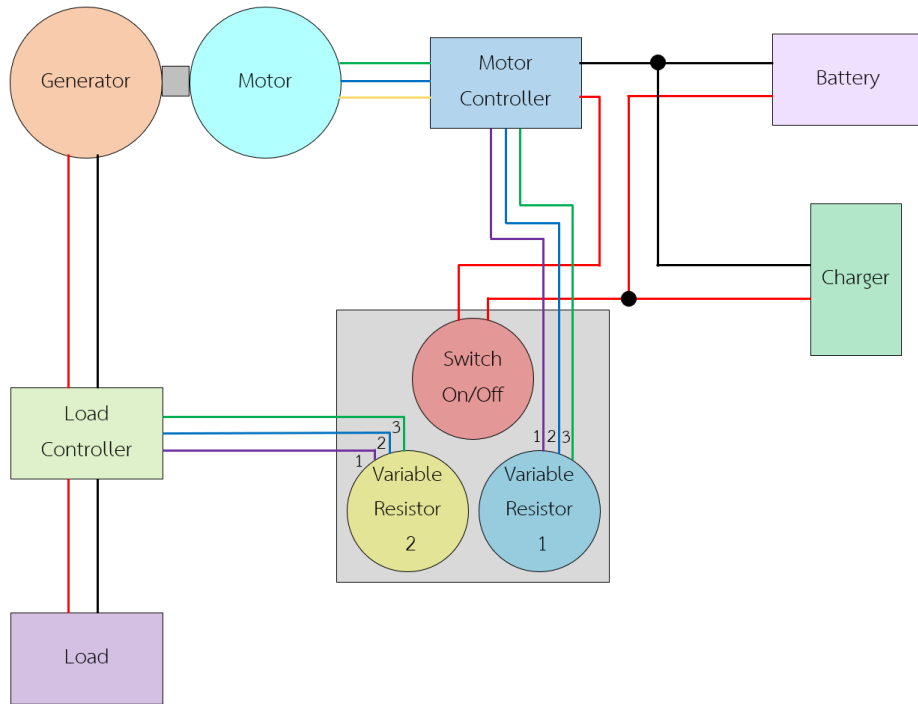 Generator
Motor
Motor
Controller
Battery
Charger
Switch
On/Off
Load
Controller
3
2
1
1 2 3
Variable
Resistor
2
Variable
Resistor
1
Load